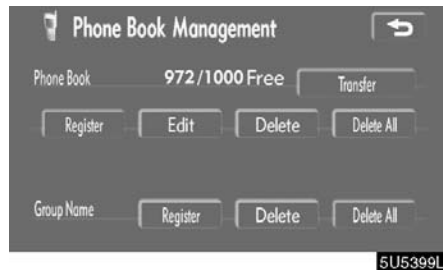 Phone Book Management
Phone Book 972/1000 Free Transfer
Register Edit Delete Delete All
Group Name Register Delete Delete All
5U5399L